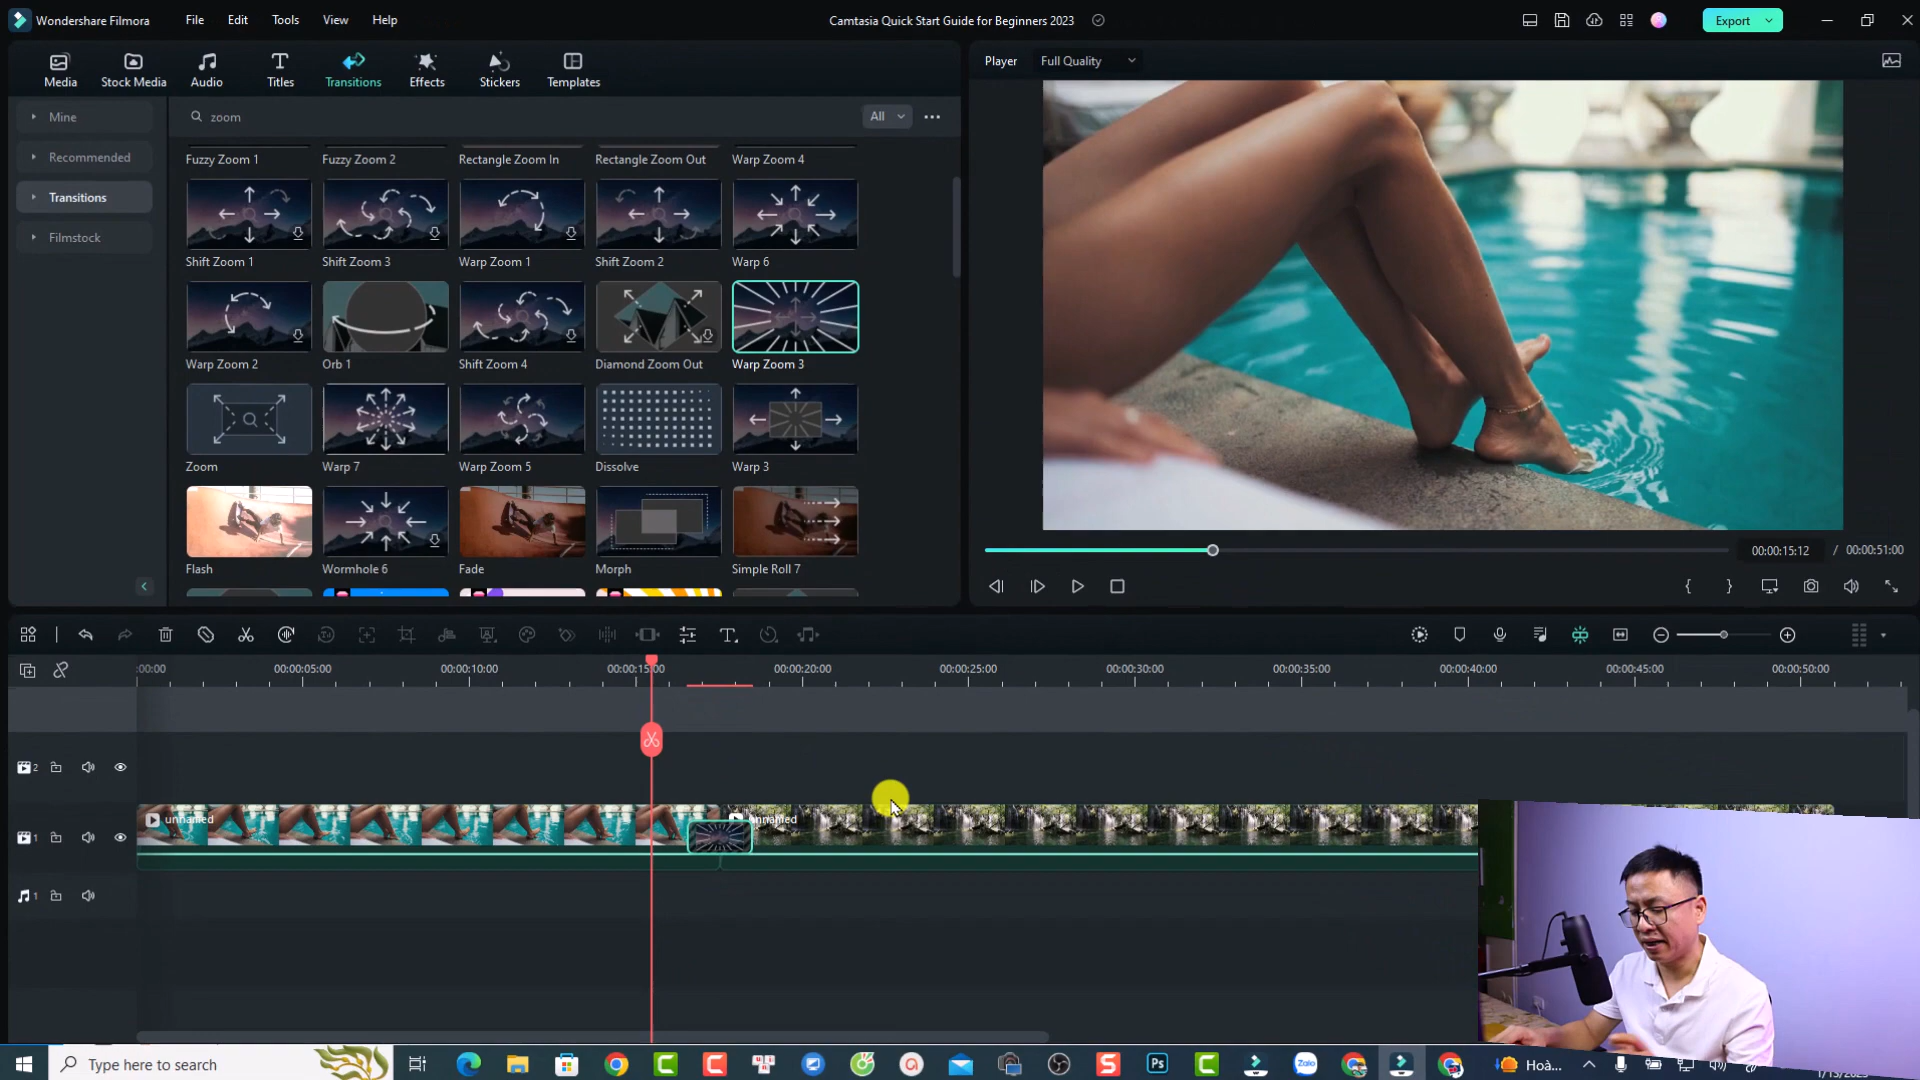 Wondershare Filmora File Edit Tools View Help Camtasia Quick Start Guide for Beginners 2023 Export
Media Stock Media Audio Titles Transitions Effects Stickers Templates
Player Full Quality
Mine
Recommended
Transitions
Filmstock
zoom All
Fuzzy Zoom 1 Fuzzy Zoom 2 Rectangle Zoom In Rectangle Zoom Out Warp Zoom 4
Shift Zoom 1 Shift Zoom 3 Warp Zoom 1 Shift Zoom 2 Warp 6
Warp Zoom 2 Orb 1 Shift Zoom 4 Diamond Zoom Out Warp Zoom 3
Zoom Warp 7 Warp Zoom 5 Dissolve Warp 3
Flash Wormhole 6 Fade Morph Simple Roll 7
00:00:15:12 / 00:00:51:00
:00:00 00:00:05:00 00:00:10:00 00:00:15:00 00:00:20:00 00:00:25:00 00:00:30:00 00:00:35:00 00:00:40:00 00:00:45:00 00:00:50:00
2
1 unnamed unnamed
1
Type here to search Zalo Ps Hoà...